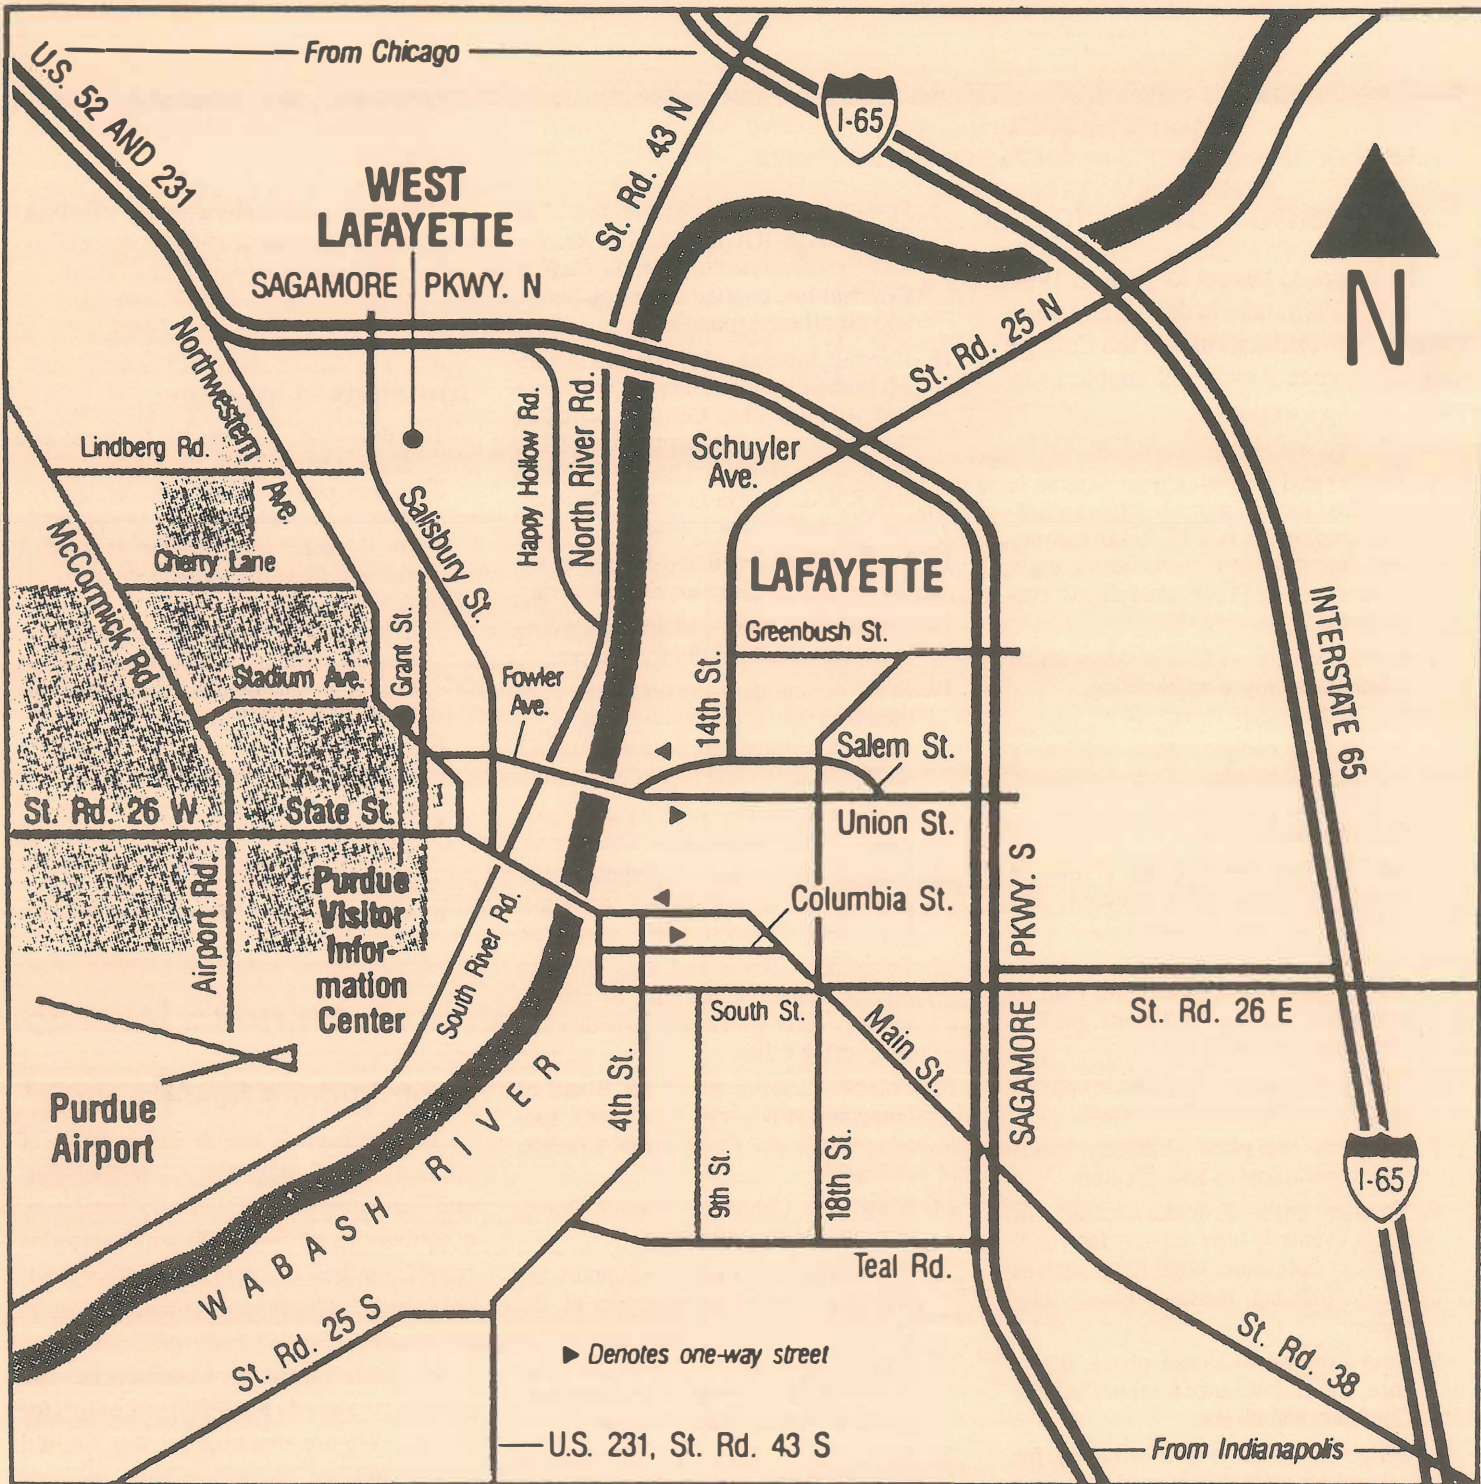 From Chicago
U.S. 52 AND 231
I-65
St. Rd. 43 N
WEST
LAFAYETTE
SAGAMORE PKWY. N
N
Northwestern
Ave.
St. Rd. 25 N
Lindberg Rd.
Happy Hollow Rd.
North River Rd.
Schuyler
Ave.
Salisbury St.
McCormick Rd.
Cherry Lane
LAFAYETTE
INTERSTATE 65
Greenbush St.
Grant St.
Stadium Ave.
Fowler
Ave.
14th St.
Salem St.
St. Rd. 26 W
State St.
Union St.
Airport Rd.
Purdue
Visitor
Infor-
mation
Center
Columbia St.
SAGAMORE PKWY. S
South River Rd.
South St.
Main St.
St. Rd. 26 E
4th St.
Purdue
Airport
WABASH RIVER
9th St.
18th St.
I-65
Teal Rd.
St. Rd. 25 S
▶ Denotes one-way street
St. Rd. 38
U.S. 231, St. Rd. 43 S
From Indianapolis